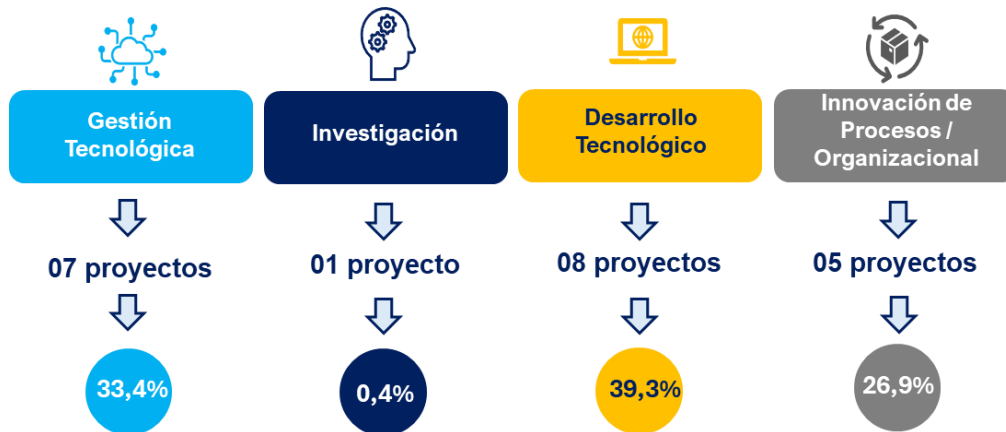 Gestión
Tecnológica
Investigación
Desarrollo
Tecnológico
Innovación de
Procesos /
Organizacional
07 proyectos
01 proyecto
08 proyectos
05 proyectos
33,4%
0,4%
39,3%
26,9%